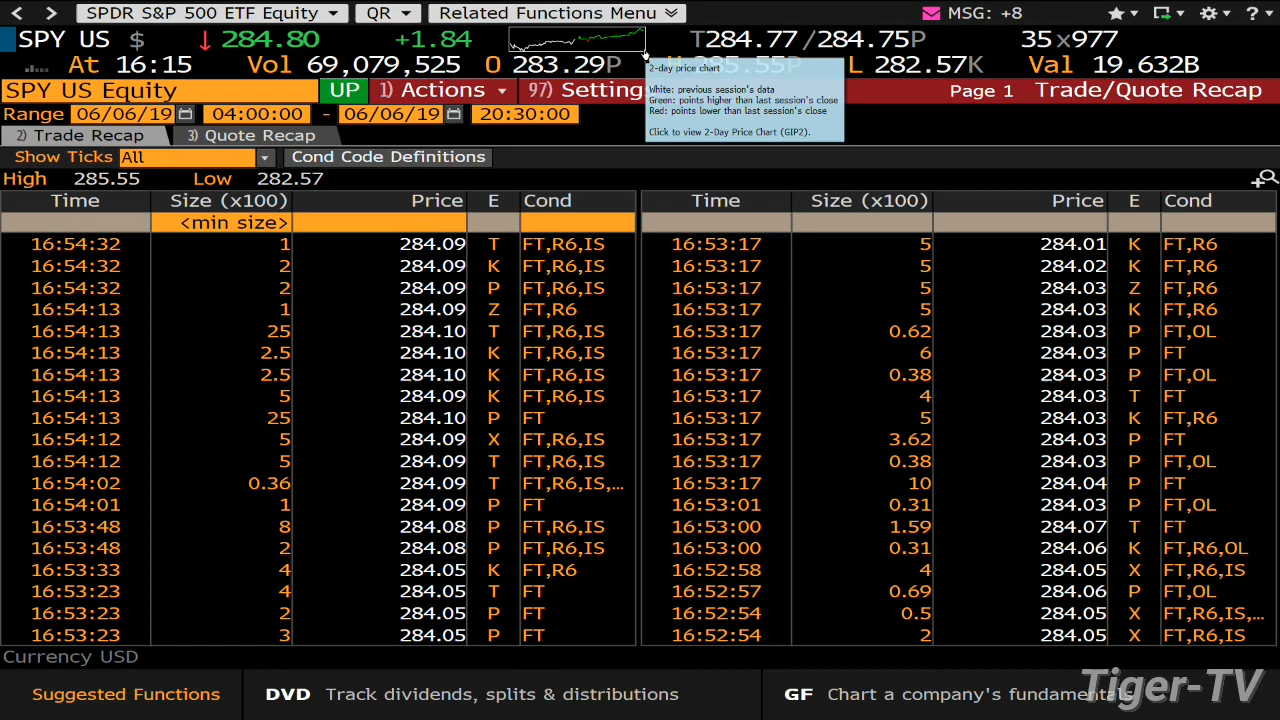 SPDR S&P 500 ETF Equity QR Related Functions Menu MSG: +8 ?
SPY US $ ↓ 284.80 +1.84 T284.77/284.75P 35x977
At 16:15 Vol 69,079,525 O 283.29P H 285.55P L 282.57K Val 19.632B
2-day price chart
White: previous session's data
Green: points higher than last session's close
Red: points lower than last session's close
Click to view 2-Day Price Chart (GIP2).
SPY US Equity UP 1) Actions 97) Setting Page 1 Trade/Quote Recap
Range 06/06/19 04:00:00 - 06/06/19 20:30:00
2) Trade Recap 3) Quote Recap
Show Ticks All Cond Code Definitions
High 285.55 Low 282.57
Time Size (x100) Price E Cond Time Size (x100) Price E Cond
<min size>
16:54:32 1 284.09 T FT,R6,IS 16:53:17 5 284.01 K FT,R6
16:54:32 2 284.09 K FT,R6,IS 16:53:17 5 284.02 K FT,R6
16:54:32 2 284.09 P FT,R6,IS 16:53:17 5 284.03 Z FT,R6
16:54:13 1 284.09 Z FT,R6 16:53:17 5 284.03 K FT,R6
16:54:13 25 284.10 T FT,R6,IS 16:53:17 0.62 284.03 P FT,OL
16:54:13 2.5 284.10 K FT,R6,IS 16:53:17 6 284.03 P FT
16:54:13 2.5 284.10 K FT,R6,IS 16:53:17 0.38 284.03 P FT,OL
16:54:13 5 284.09 K FT,R6,IS 16:53:17 4 284.03 T FT
16:54:13 25 284.10 P FT 16:53:17 5 284.03 K FT,R6
16:54:12 5 284.09 X FT,R6,IS 16:53:17 3.62 284.03 P FT
16:54:12 5 284.09 T FT,R6,IS 16:53:17 0.38 284.03 P FT,OL
16:54:02 0.36 284.09 T FT,R6,IS,... 16:53:17 10 284.04 P FT
16:54:01 1 284.09 P FT 16:53:01 0.31 284.03 P FT,OL
16:53:48 8 284.08 P FT,R6,IS 16:53:00 1.59 284.07 T FT
16:53:48 2 284.08 P FT,R6,IS 16:53:00 0.31 284.06 K FT,R6,OL
16:53:33 4 284.05 K FT,R6 16:52:58 4 284.06 X FT,R6,IS
16:53:23 4 284.05 T FT 16:52:57 0.69 284.06 P FT,OL
16:53:23 2 284.05 P FT 16:52:54 0.5 284.05 X FT,R6,IS,...
16:53:23 3 284.05 P FT 16:52:54 2 284.05 X FT,R6,IS
Currency USD
Suggested Functions DVD Track dividends, splits & distributions GF Chart a company's fundamentals
Tiger-TV